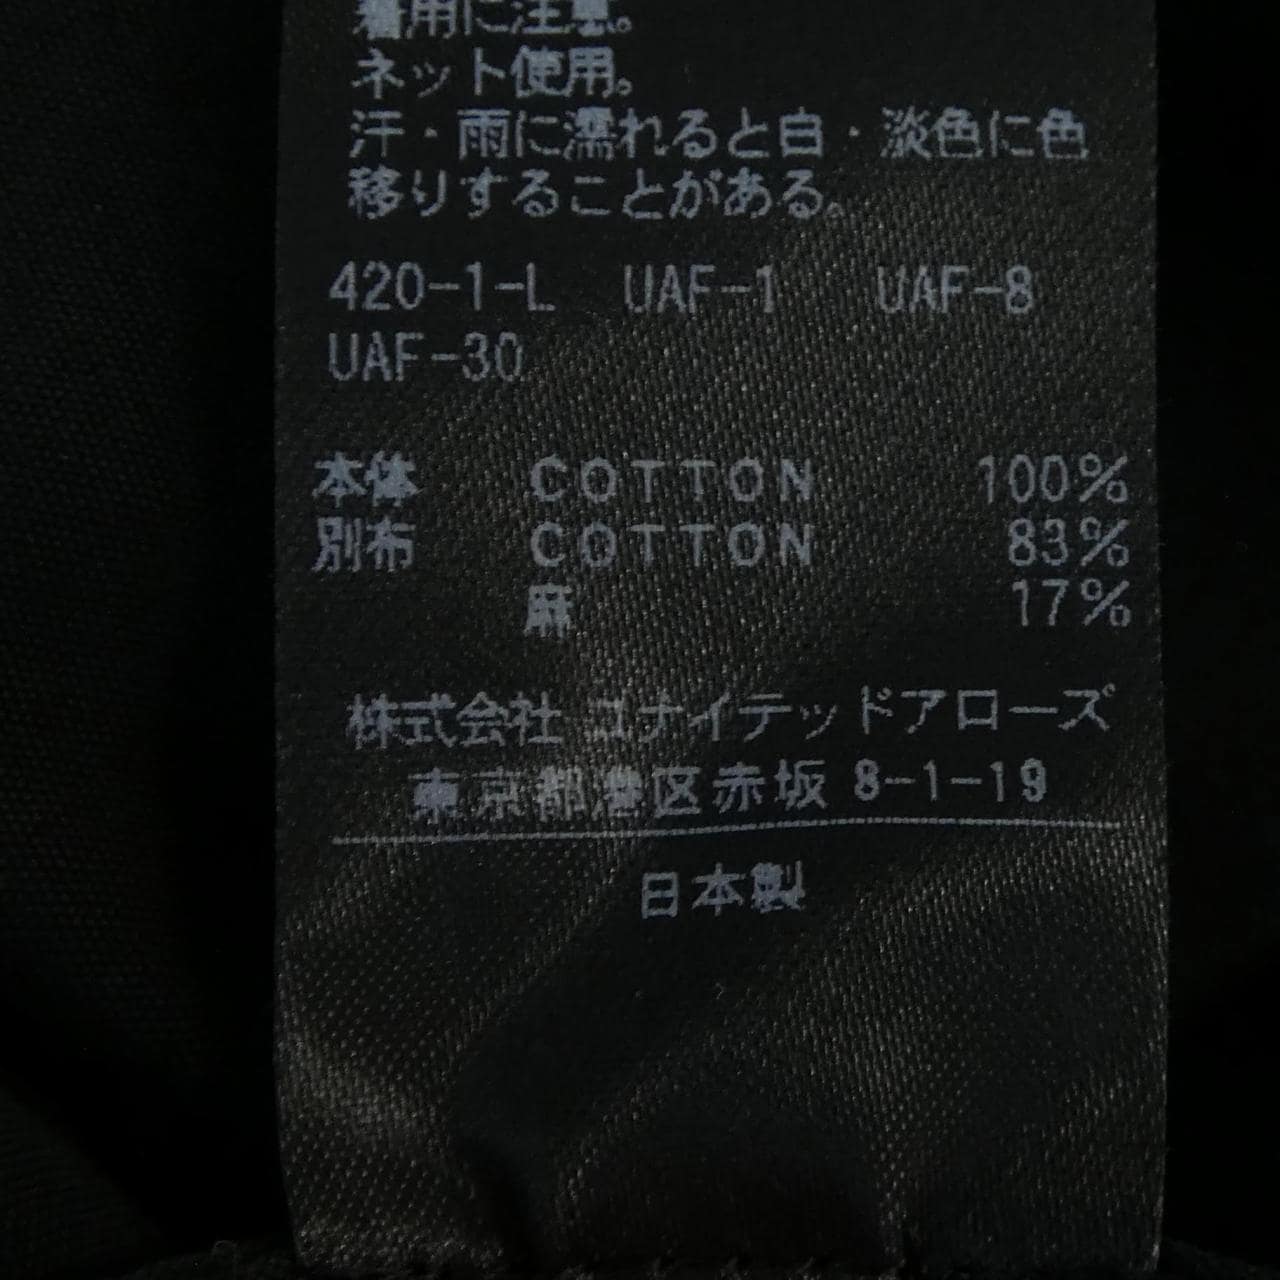 着用に注意。
ネット使用。
汗・雨に濡れると白・淡色に色
移りすることがある。
420-1-L UAF-1 UAF-8
UAF-30
本体 COTTON 100%
別布 COTTON 83%
麻 17%
株式会社 ユナイテッドアローズ
東京都港区赤坂 8-1-19
日本製